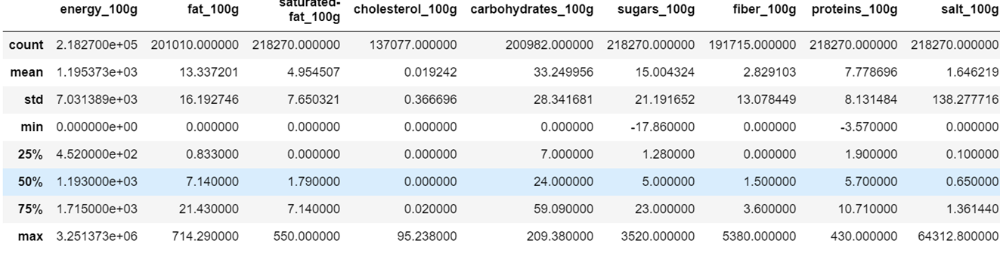 energy_100g fat_100g saturated-fat_100g cholesterol_100g carbohydrates_100g sugars_100g fiber_100g proteins_100g salt_100g
count 2.182700e+05 201010.000000 218270.000000 137077.000000 200982.000000 218270.000000 191715.000000 218270.000000 218270.000000
mean 1.195373e+03 13.337201 4.954507 0.019242 33.249956 15.004324 2.829103 7.778696 1.646219
std 7.031389e+03 16.192746 7.650321 0.366696 28.341681 21.191652 13.078449 8.131484 138.277716
min 0.000000e+00 0.000000 0.000000 0.000000 0.000000 -17.860000 0.000000 -3.570000 0.000000
25% 4.520000e+02 0.833000 0.000000 0.000000 7.000000 1.280000 0.000000 1.900000 0.100000
50% 1.193000e+03 7.140000 1.790000 0.000000 24.000000 5.000000 1.500000 5.700000 0.650000
75% 1.715000e+03 21.430000 7.140000 0.020000 59.090000 23.000000 3.600000 10.710000 1.361440
max 3.251373e+06 714.290000 550.000000 95.238000 209.380000 3520.000000 5380.000000 430.000000 64312.800000